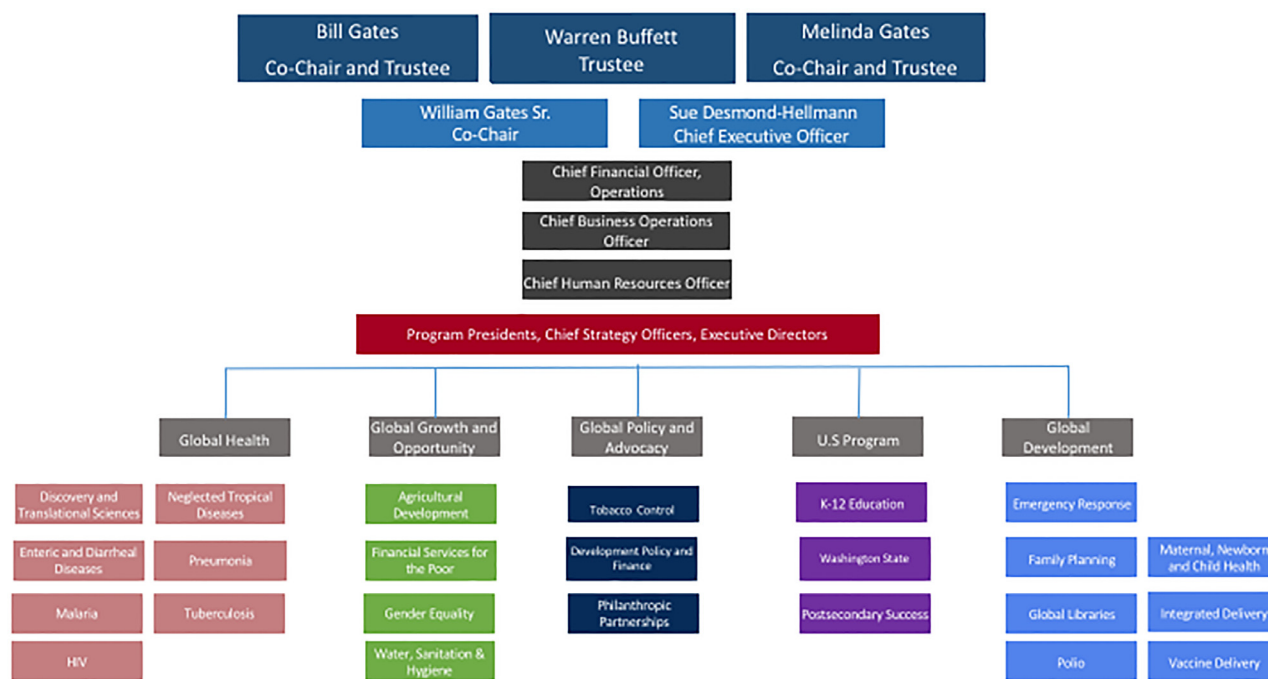 Bill Gates
Co-Chair and Trustee
Warren Buffett
Trustee
Melinda Gates
Co-Chair and Trustee
William Gates Sr.
Co-Chair
Sue Desmond-Hellmann
Chief Executive Officer
Chief Financial Officer,
Operations
Chief Business Operations
Officer
Chief Human Resources Officer
Program Presidents, Chief Strategy Officers, Executive Directors
Global Health
Global Growth and
Opportunity
Global Policy and
Advocacy
U.S Program
Global
Development
Discovery and
Translational Sciences
Neglected Tropical
Diseases
Enteric and Diarrheal
Diseases
Pneumonia
Malaria
Tuberculosis
HIV
Agricultural
Development
Financial Services for
the Poor
Gender Equality
Water, Sanitation &
Hygiene
Tobacco Control
Development Policy and
Finance
Philanthropic
Partnerships
K-12 Education
Washington State
Postsecondary Success
Emergency Response
Family Planning
Maternal, Newborn
and Child Health
Global Libraries
Integrated Delivery
Polio
Vaccine Delivery